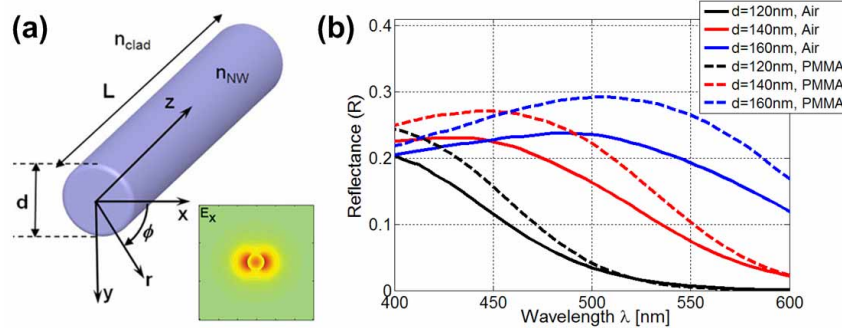 (a)
n_clad
n_NW
L
z
d
x
ϕ
r
y
E_x
(b)
d=120nm, Air
d=140nm, Air
d=160nm, Air
d=120nm, PMMA
d=140nm, PMMA
d=160nm, PMMA
Reflectance (R)
0.4
0.3
0.2
0.1
0
400
450
500
550
600
Wavelength λ [nm]